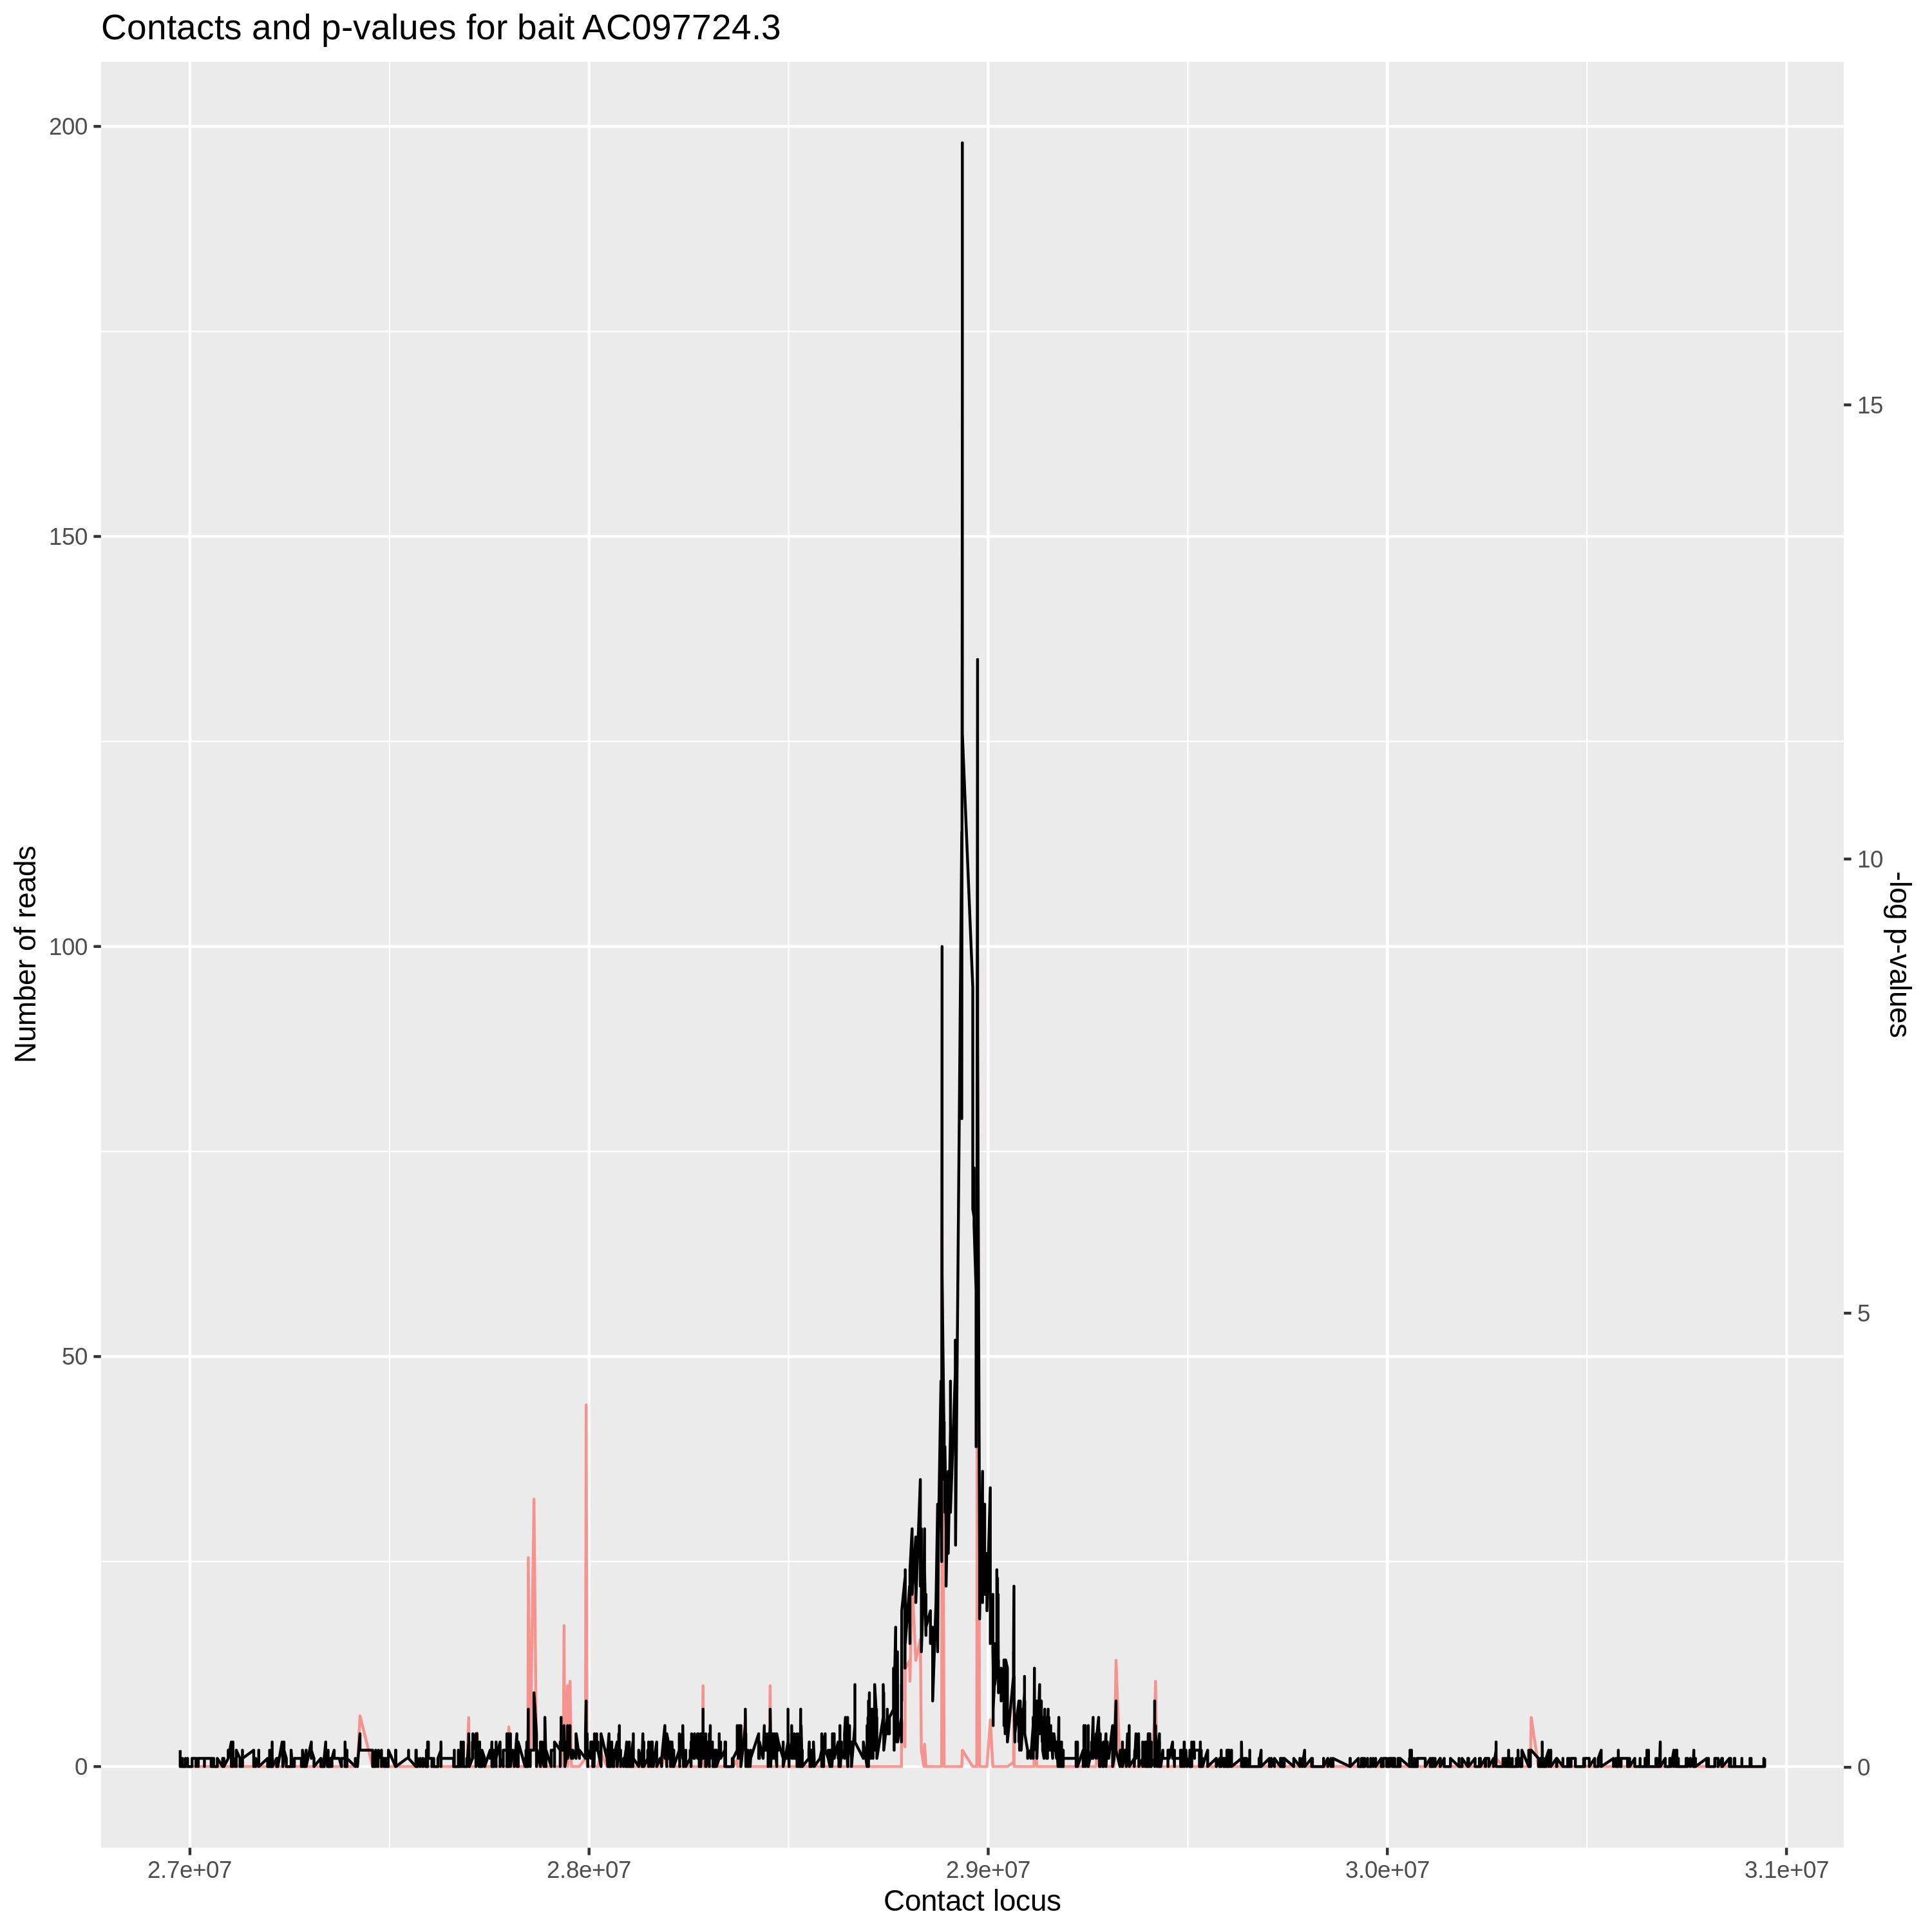 Contacts and p-values for bait AC097724.3
200
150
100
50
0
Number of reads
15
10
5
0
-log p-values
2.7e+07
2.8e+07
2.9e+07
3.0e+07
3.1e+07
Contact locus